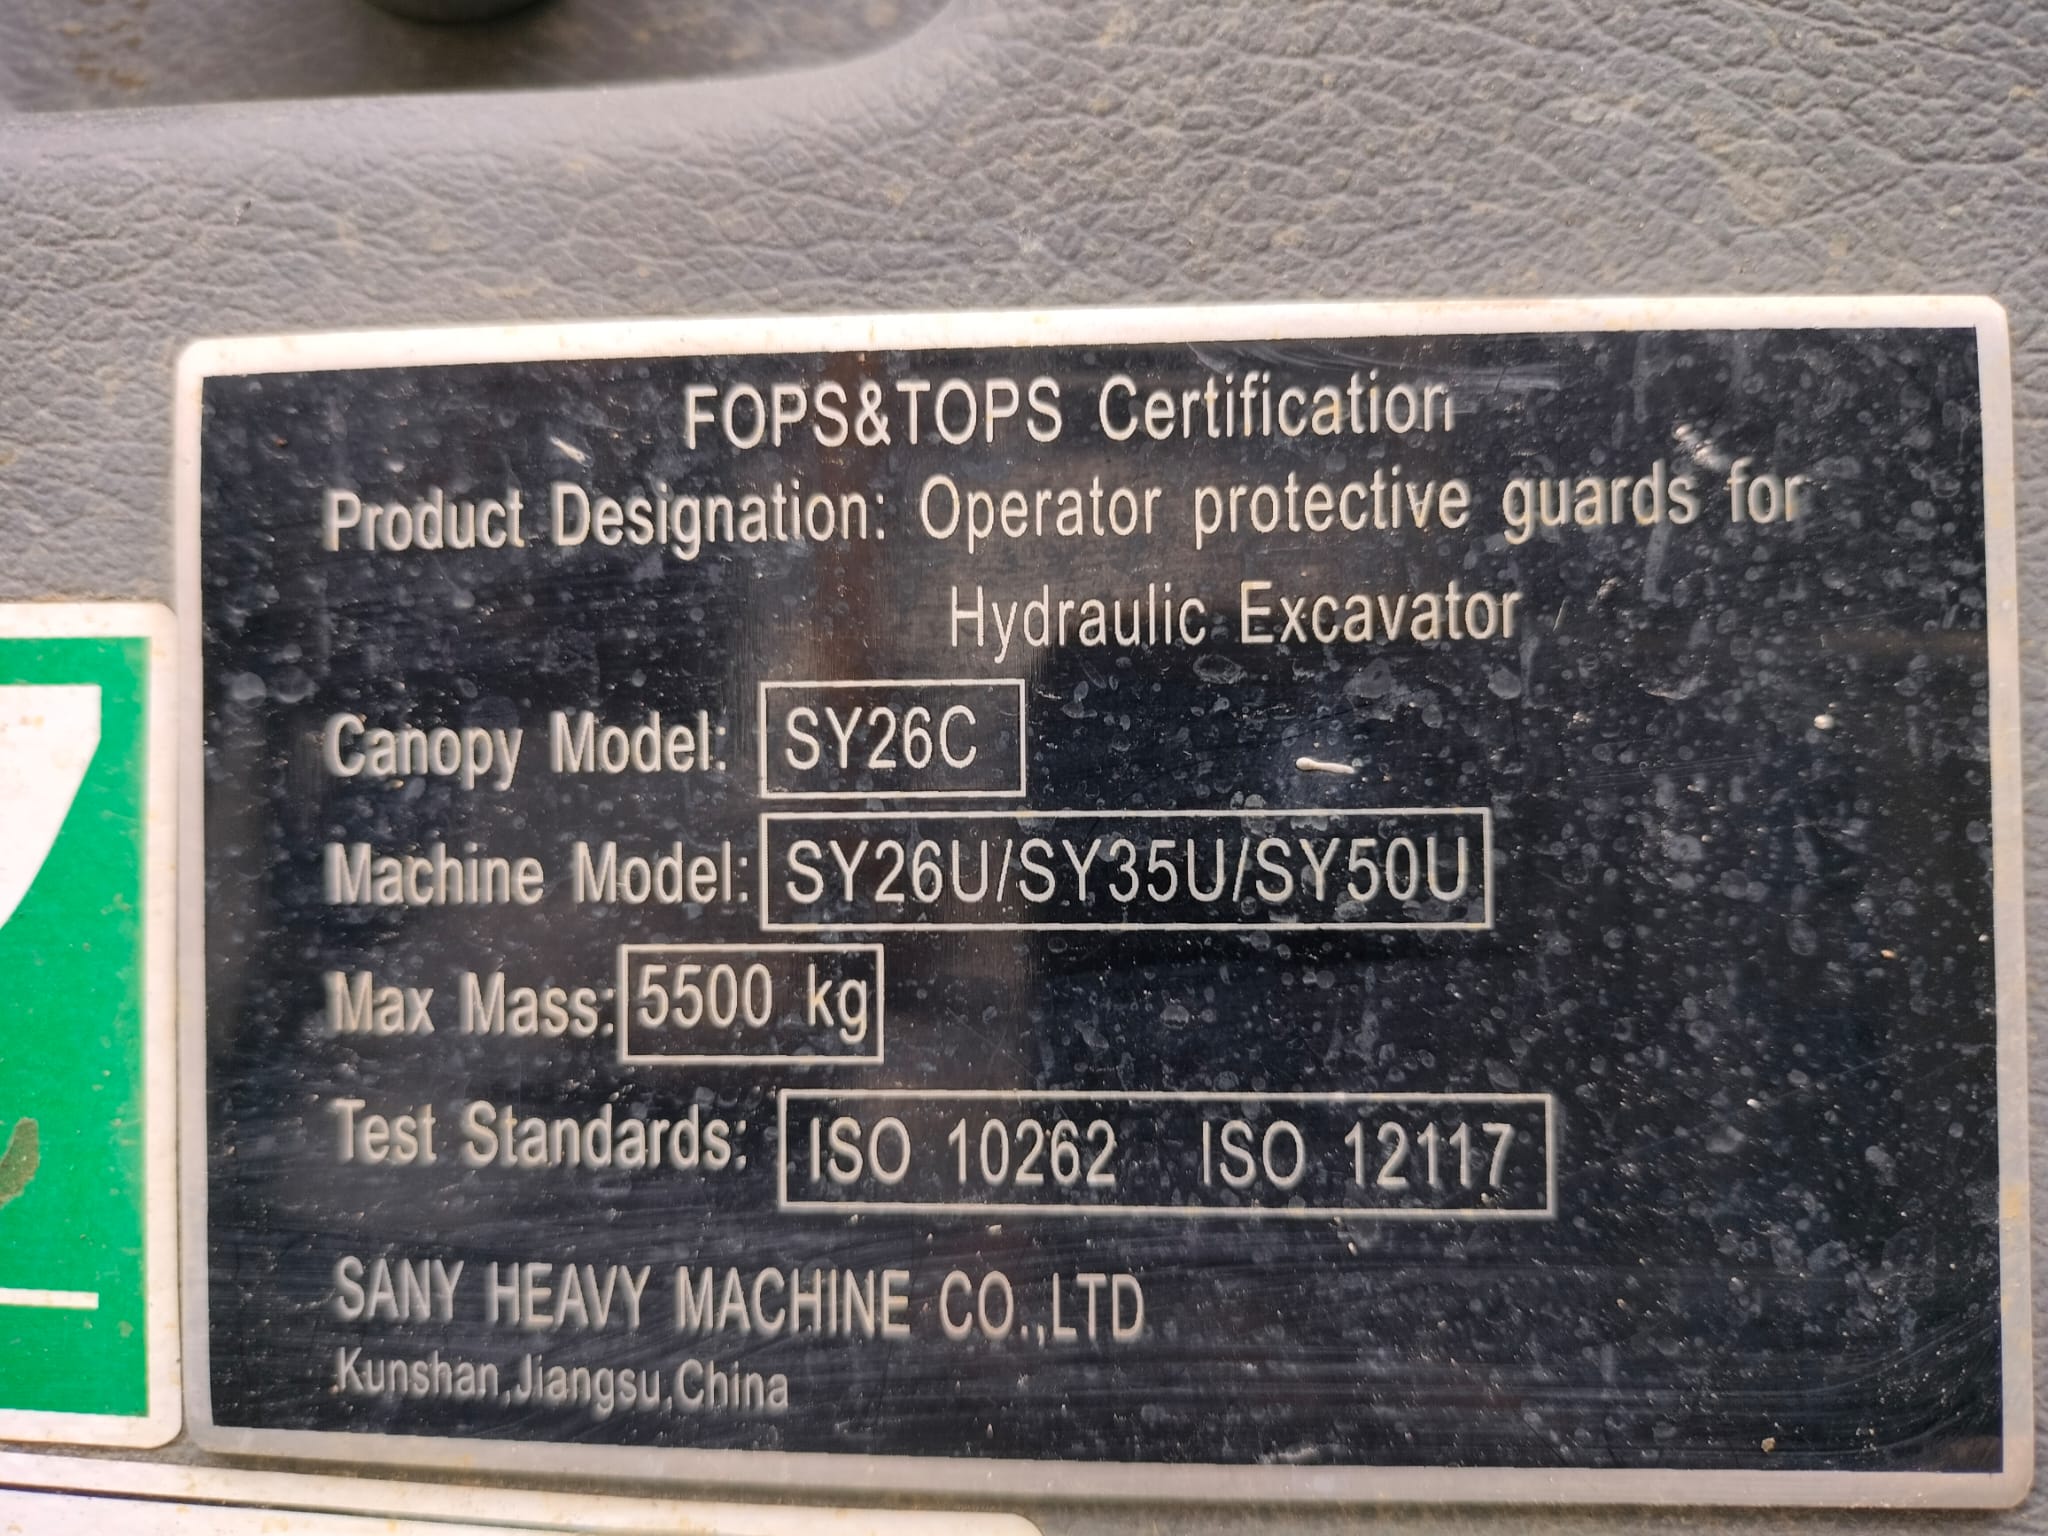 FOPS&TOPS Certification
Product Designation: Operator protective guards for
Hydraulic Excavator
Canopy Model: SY26C
Machine Model: SY26U/SY35U/SY50U
Max Mass: 5500 kg
Test Standards: ISO 10262 ISO 12117
SANY HEAVY MACHINE CO.,LTD
Kunshan,Jiangsu,China